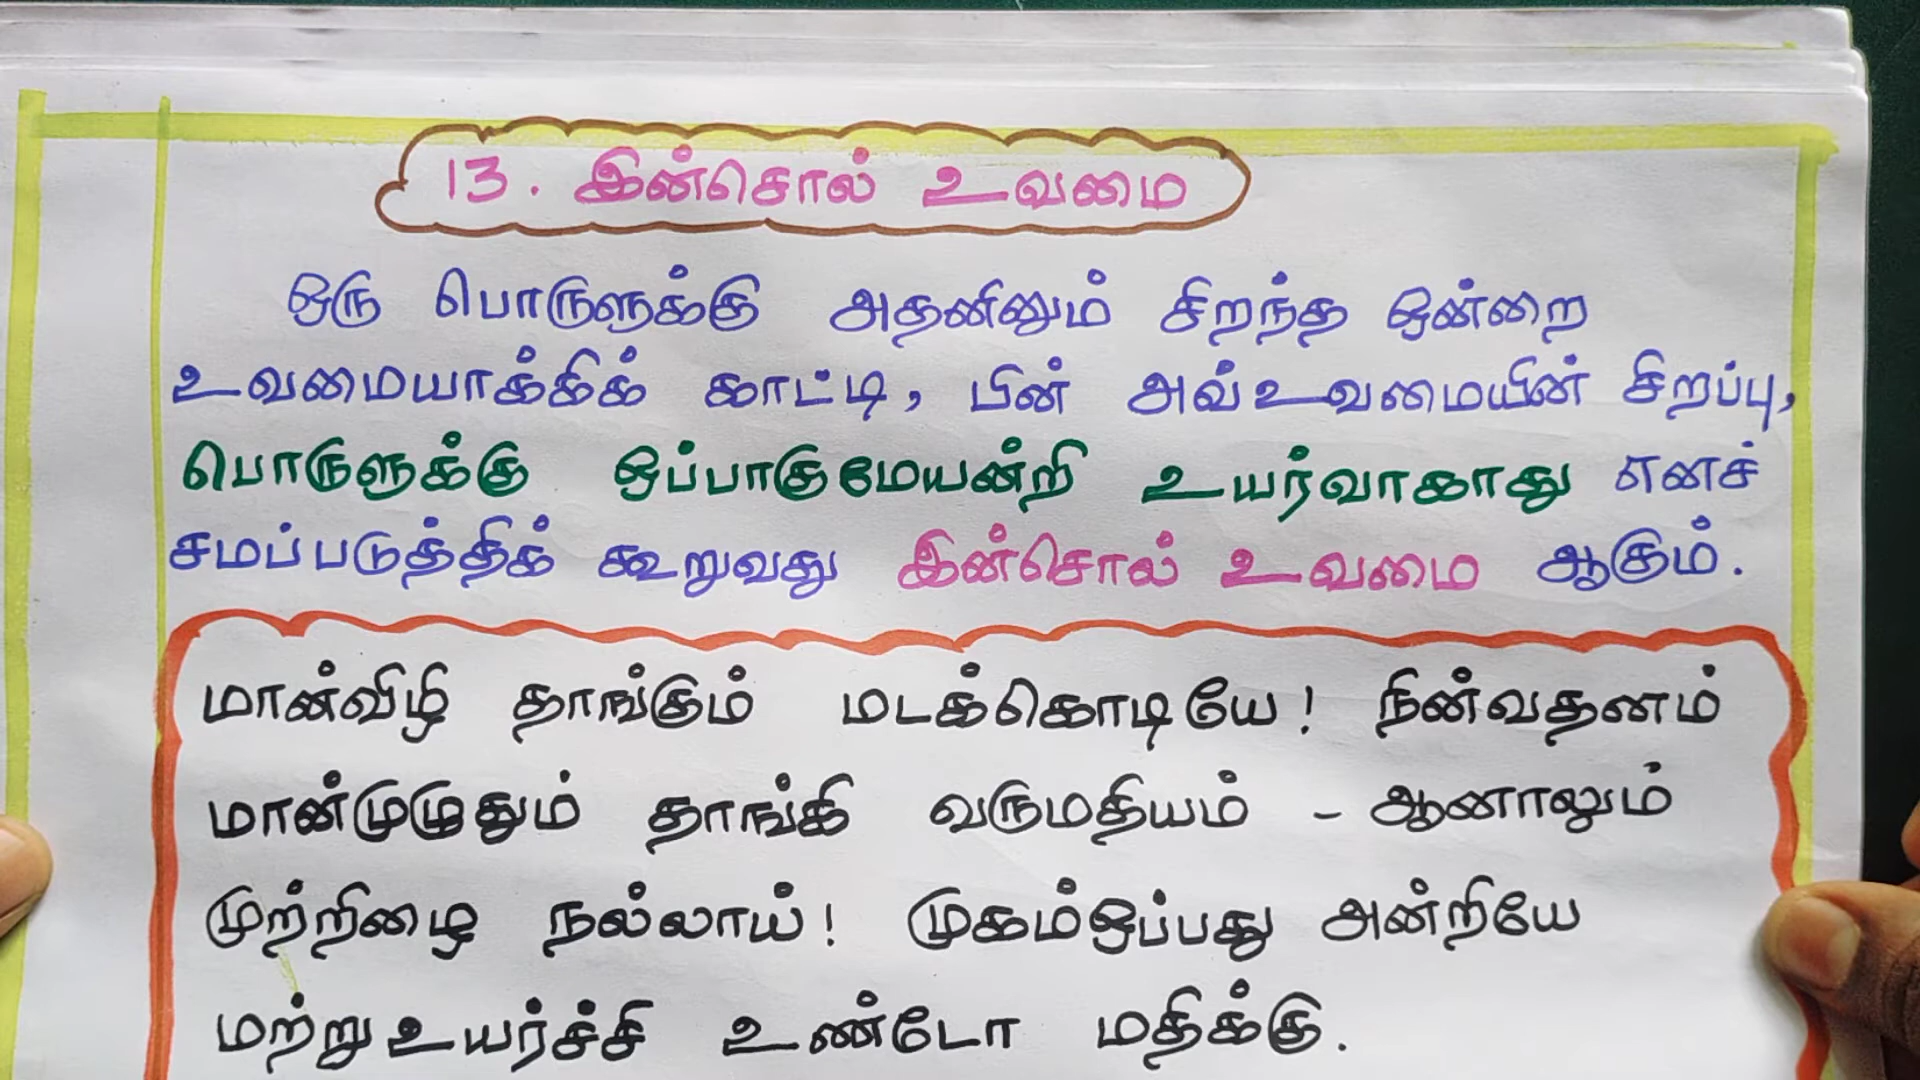 13. இன்சொல் உவமை
ஒரு பொருளுக்கு அதனினும் சிறந்த ஒன்றை
உவமையாக்கிக் காட்டி, பின் அவ்உவமையின் சிறப்பு,
பொருளுக்கு ஒப்பாகுமேயன்றி உயர்வாகாது எனச்
சமப்படுத்திக் கூறுவது இன்சொல் உவமை ஆகும்.
மான்விழி தாங்கும் மடக்கொடியே! நின்வதனம்
மான்முழுதும் தாங்கி வருமதியம் - ஆனாலும்
முற்றிழை நல்லாய்! முகம்ஒப்பது அன்றியே
மற்றுஉயர்ச்சி உண்டோ மதிக்கு.